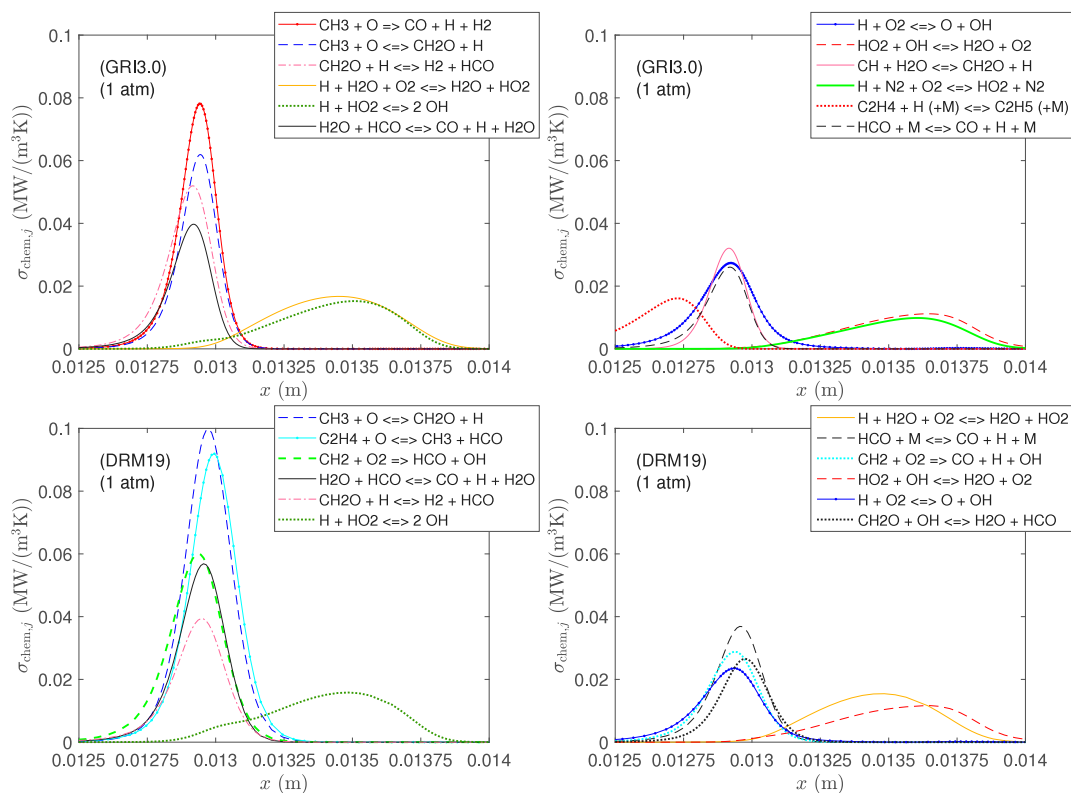 CH3 + O => CO + H + H2
CH3 + O <=> CH2O + H
CH2O + H <=> H2 + HCO
H + H2O + O2 <=> H2O + HO2
H + HO2 <=> 2 OH
H2O + HCO <=> CO + H + H2O
(GRI3.0)
(1 atm)
0.1
0.08
0.06
0.04
0.02
0
σchem,j (MW/(m³K))
0.0125
0.01275
0.013
0.01325
0.0135
0.01375
0.014
x (m)
H + O2 <=> O + OH
HO2 + OH <=> H2O + O2
CH + H2O <=> CH2O + H
H + N2 + O2 <=> HO2 + N2
C2H4 + H (+M) <=> C2H5 (+M)
HCO + M <=> CO + H + M
(GRI3.0)
(1 atm)
0.1
0.08
0.06
0.04
0.02
0
σchem,j (MW/(m³K))
0.0125
0.01275
0.013
0.01325
0.0135
0.01375
0.014
x (m)
CH3 + O <=> CH2O + H
C2H4 + O <=> CH3 + HCO
CH2 + O2 => HCO + OH
H2O + HCO <=> CO + H + H2O
CH2O + H <=> H2 + HCO
H + HO2 <=> 2 OH
(DRM19)
(1 atm)
0.1
0.08
0.06
0.04
0.02
0
σchem,j (MW/(m³K))
0.0125
0.01275
0.013
0.01325
0.0135
0.01375
0.014
x (m)
H + H2O + O2 <=> H2O + HO2
HCO + M <=> CO + H + M
CH2 + O2 => CO + H + OH
HO2 + OH <=> H2O + O2
H + O2 <=> O + OH
CH2O + OH <=> H2O + HCO
(DRM19)
(1 atm)
0.1
0.08
0.06
0.04
0.02
0
σchem,j (MW/(m³K))
0.0125
0.01275
0.013
0.01325
0.0135
0.01375
0.014
x (m)